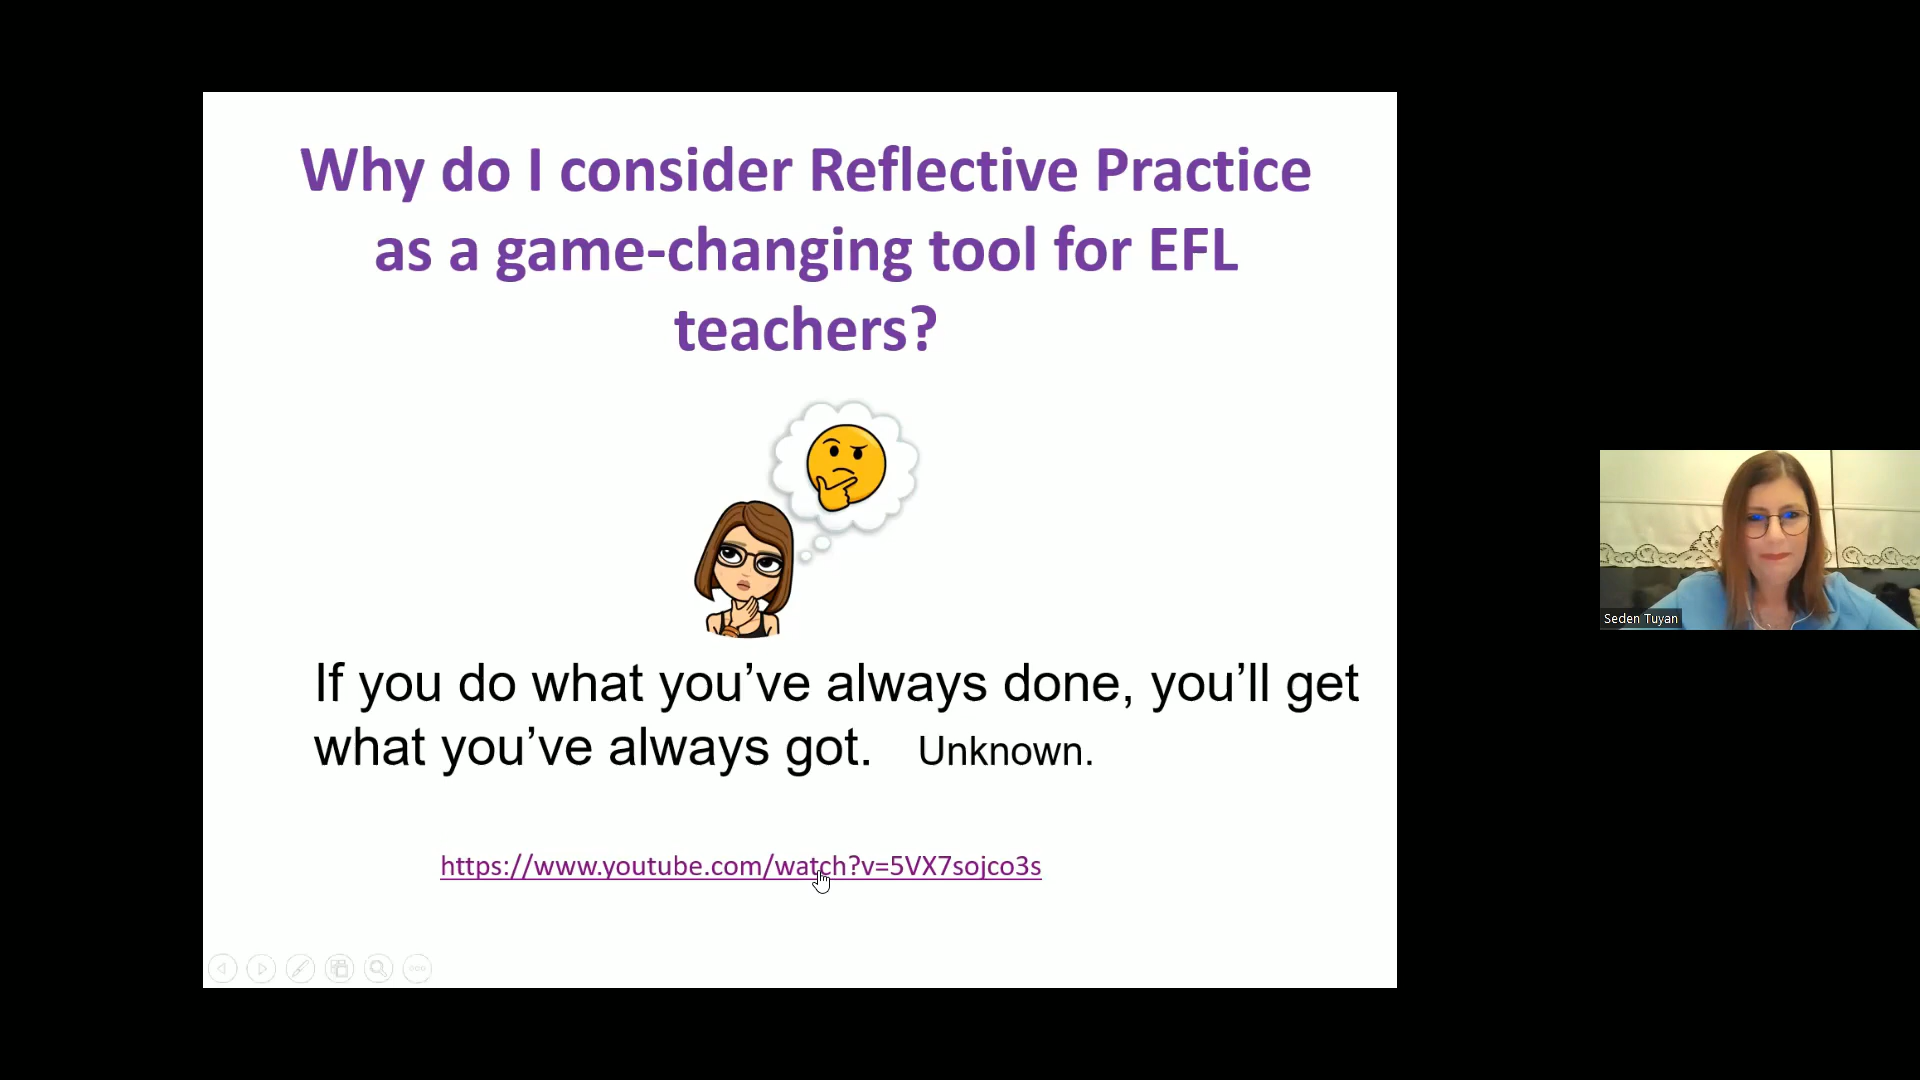 Why do I consider Reflective Practice
as a game-changing tool for EFL
teachers?
If you do what you’ve always done, you’ll get
what you’ve always got. Unknown.
https://www.youtube.com/watch?v=5VX7sojco3s
Seden Tuyan